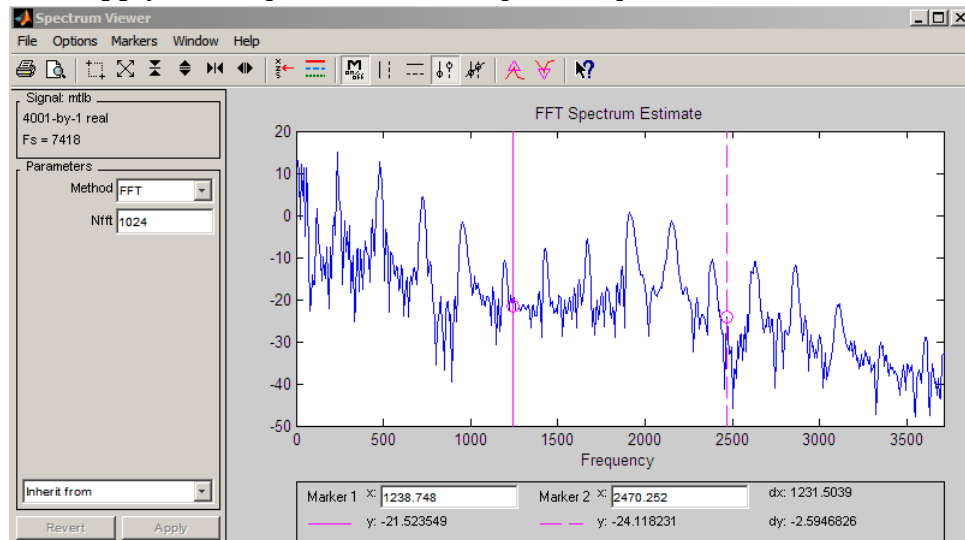 Spectrum Viewer
File Options Markers Window Help
Signal: mtlb
4001-by-1 real
Fs = 7418
Parameters
Method FFT
Nfft 1024
Inherit from
Revert Apply
FFT Spectrum Estimate
20
10
0
-10
-20
-30
-40
-50
0 500 1000 1500 2000 2500 3000 3500
Frequency
Marker 1 x: 1238.748 Marker 2 x: 2470.252 dx: 1231.5039
y: -21.523549 y: -24.118231 dy: -2.5946826